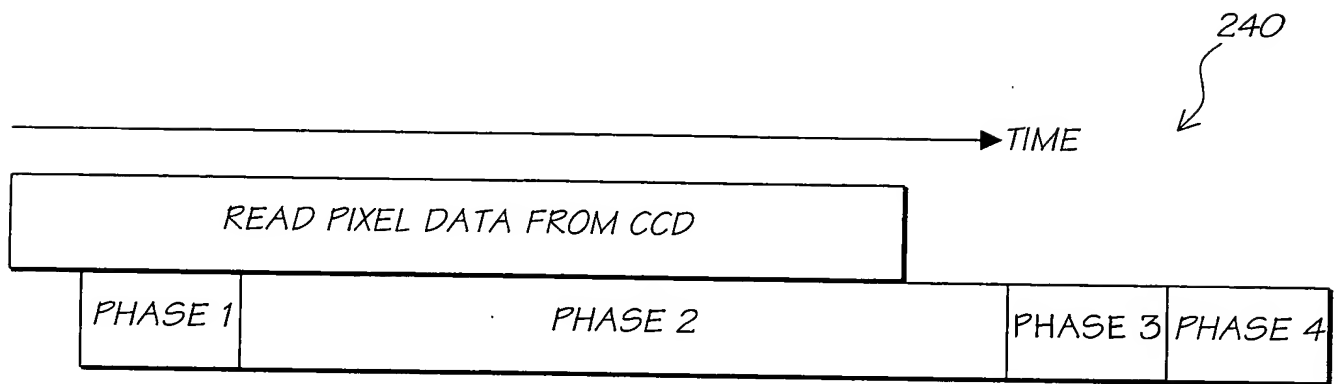 240
TIME
READ PIXEL DATA FROM CCD
PHASE 1 PHASE 2 PHASE 3 PHASE 4